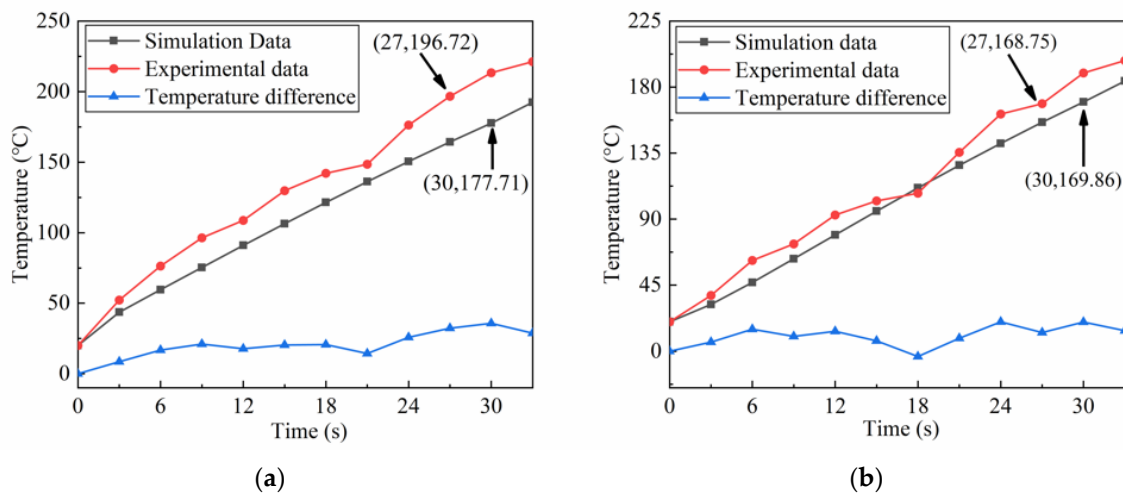 250
200
150
100
50
0
Temperature (℃)
Simulation Data
Experimental data
Temperature difference
(27,196.72)
(30,177.71)
0 6 12 18 24 30
Time (s)
(a)
225
180
135
90
45
0
Temperature (℃)
Simulation data
Experimental data
Temperature difference
(27,168.75)
(30,169.86)
0 6 12 18 24 30
Time (s)
(b)